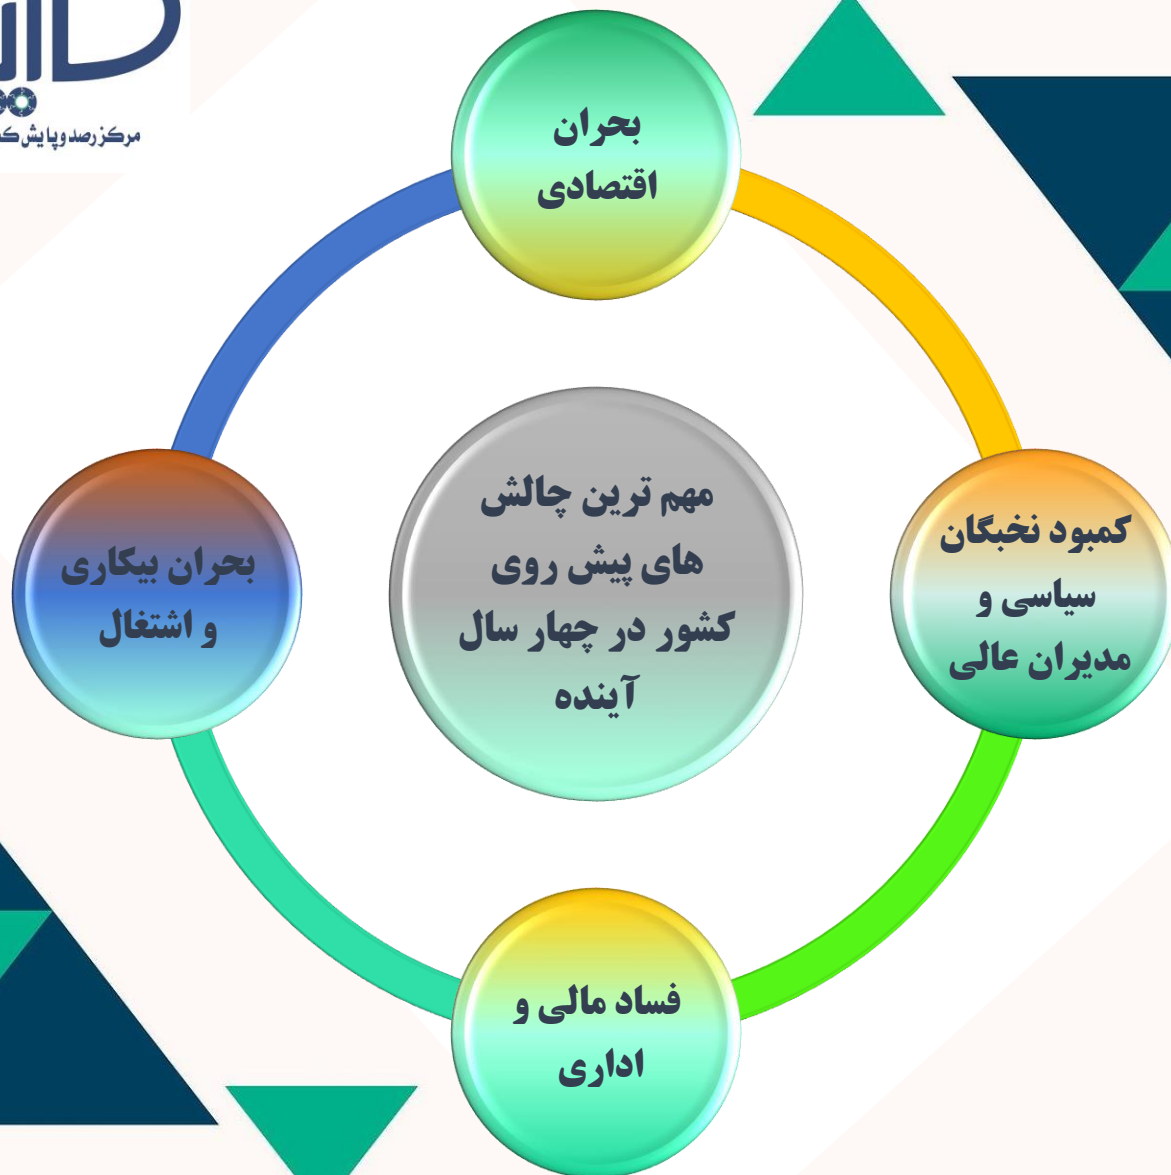 مرکز رصد و پایش
بحران
اقتصادی
مهم ترین چالش
های پیش روی
کشور در چهار سال
آینده
کمبود نخبگان
سیاسی و
مدیران عالی
بحران بیکاری
و اشتغال
فساد مالی و
اداری